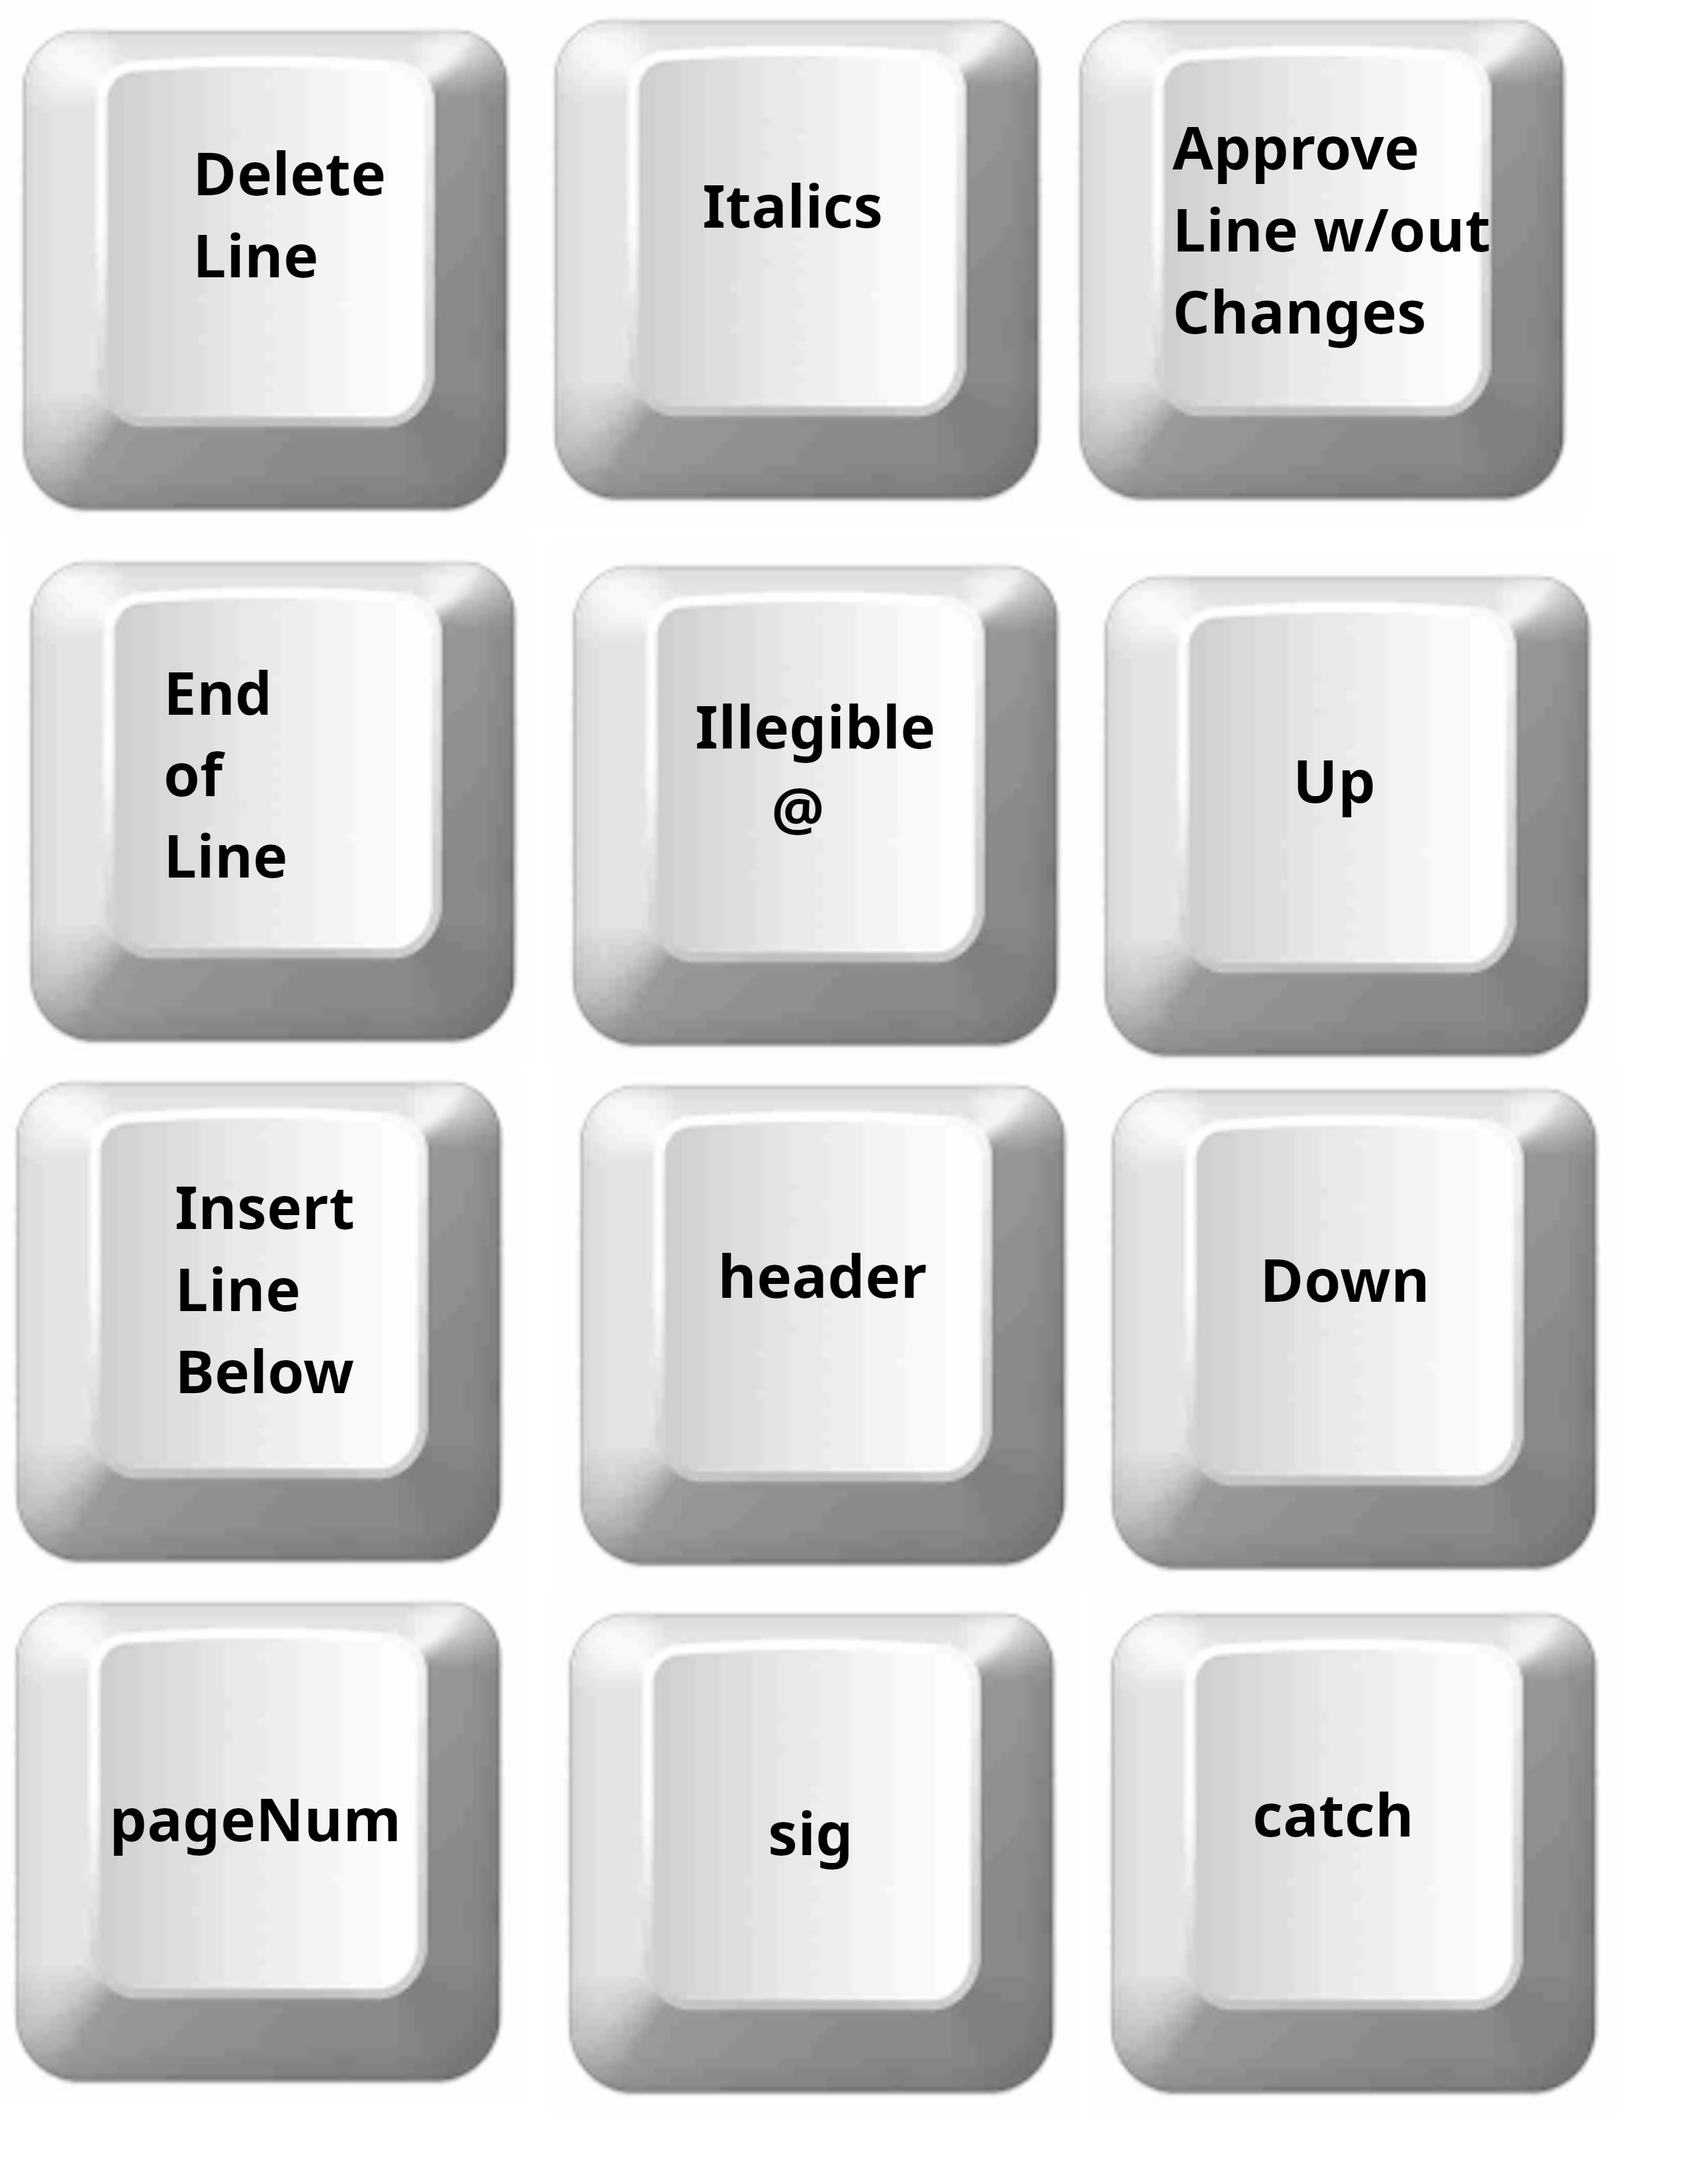 Delete
Line
Italics
Approve
Line w/out
Changes
End
of
Line
Illegible
@
Up
Insert
Line
Below
header
Down
pageNum
sig
catch